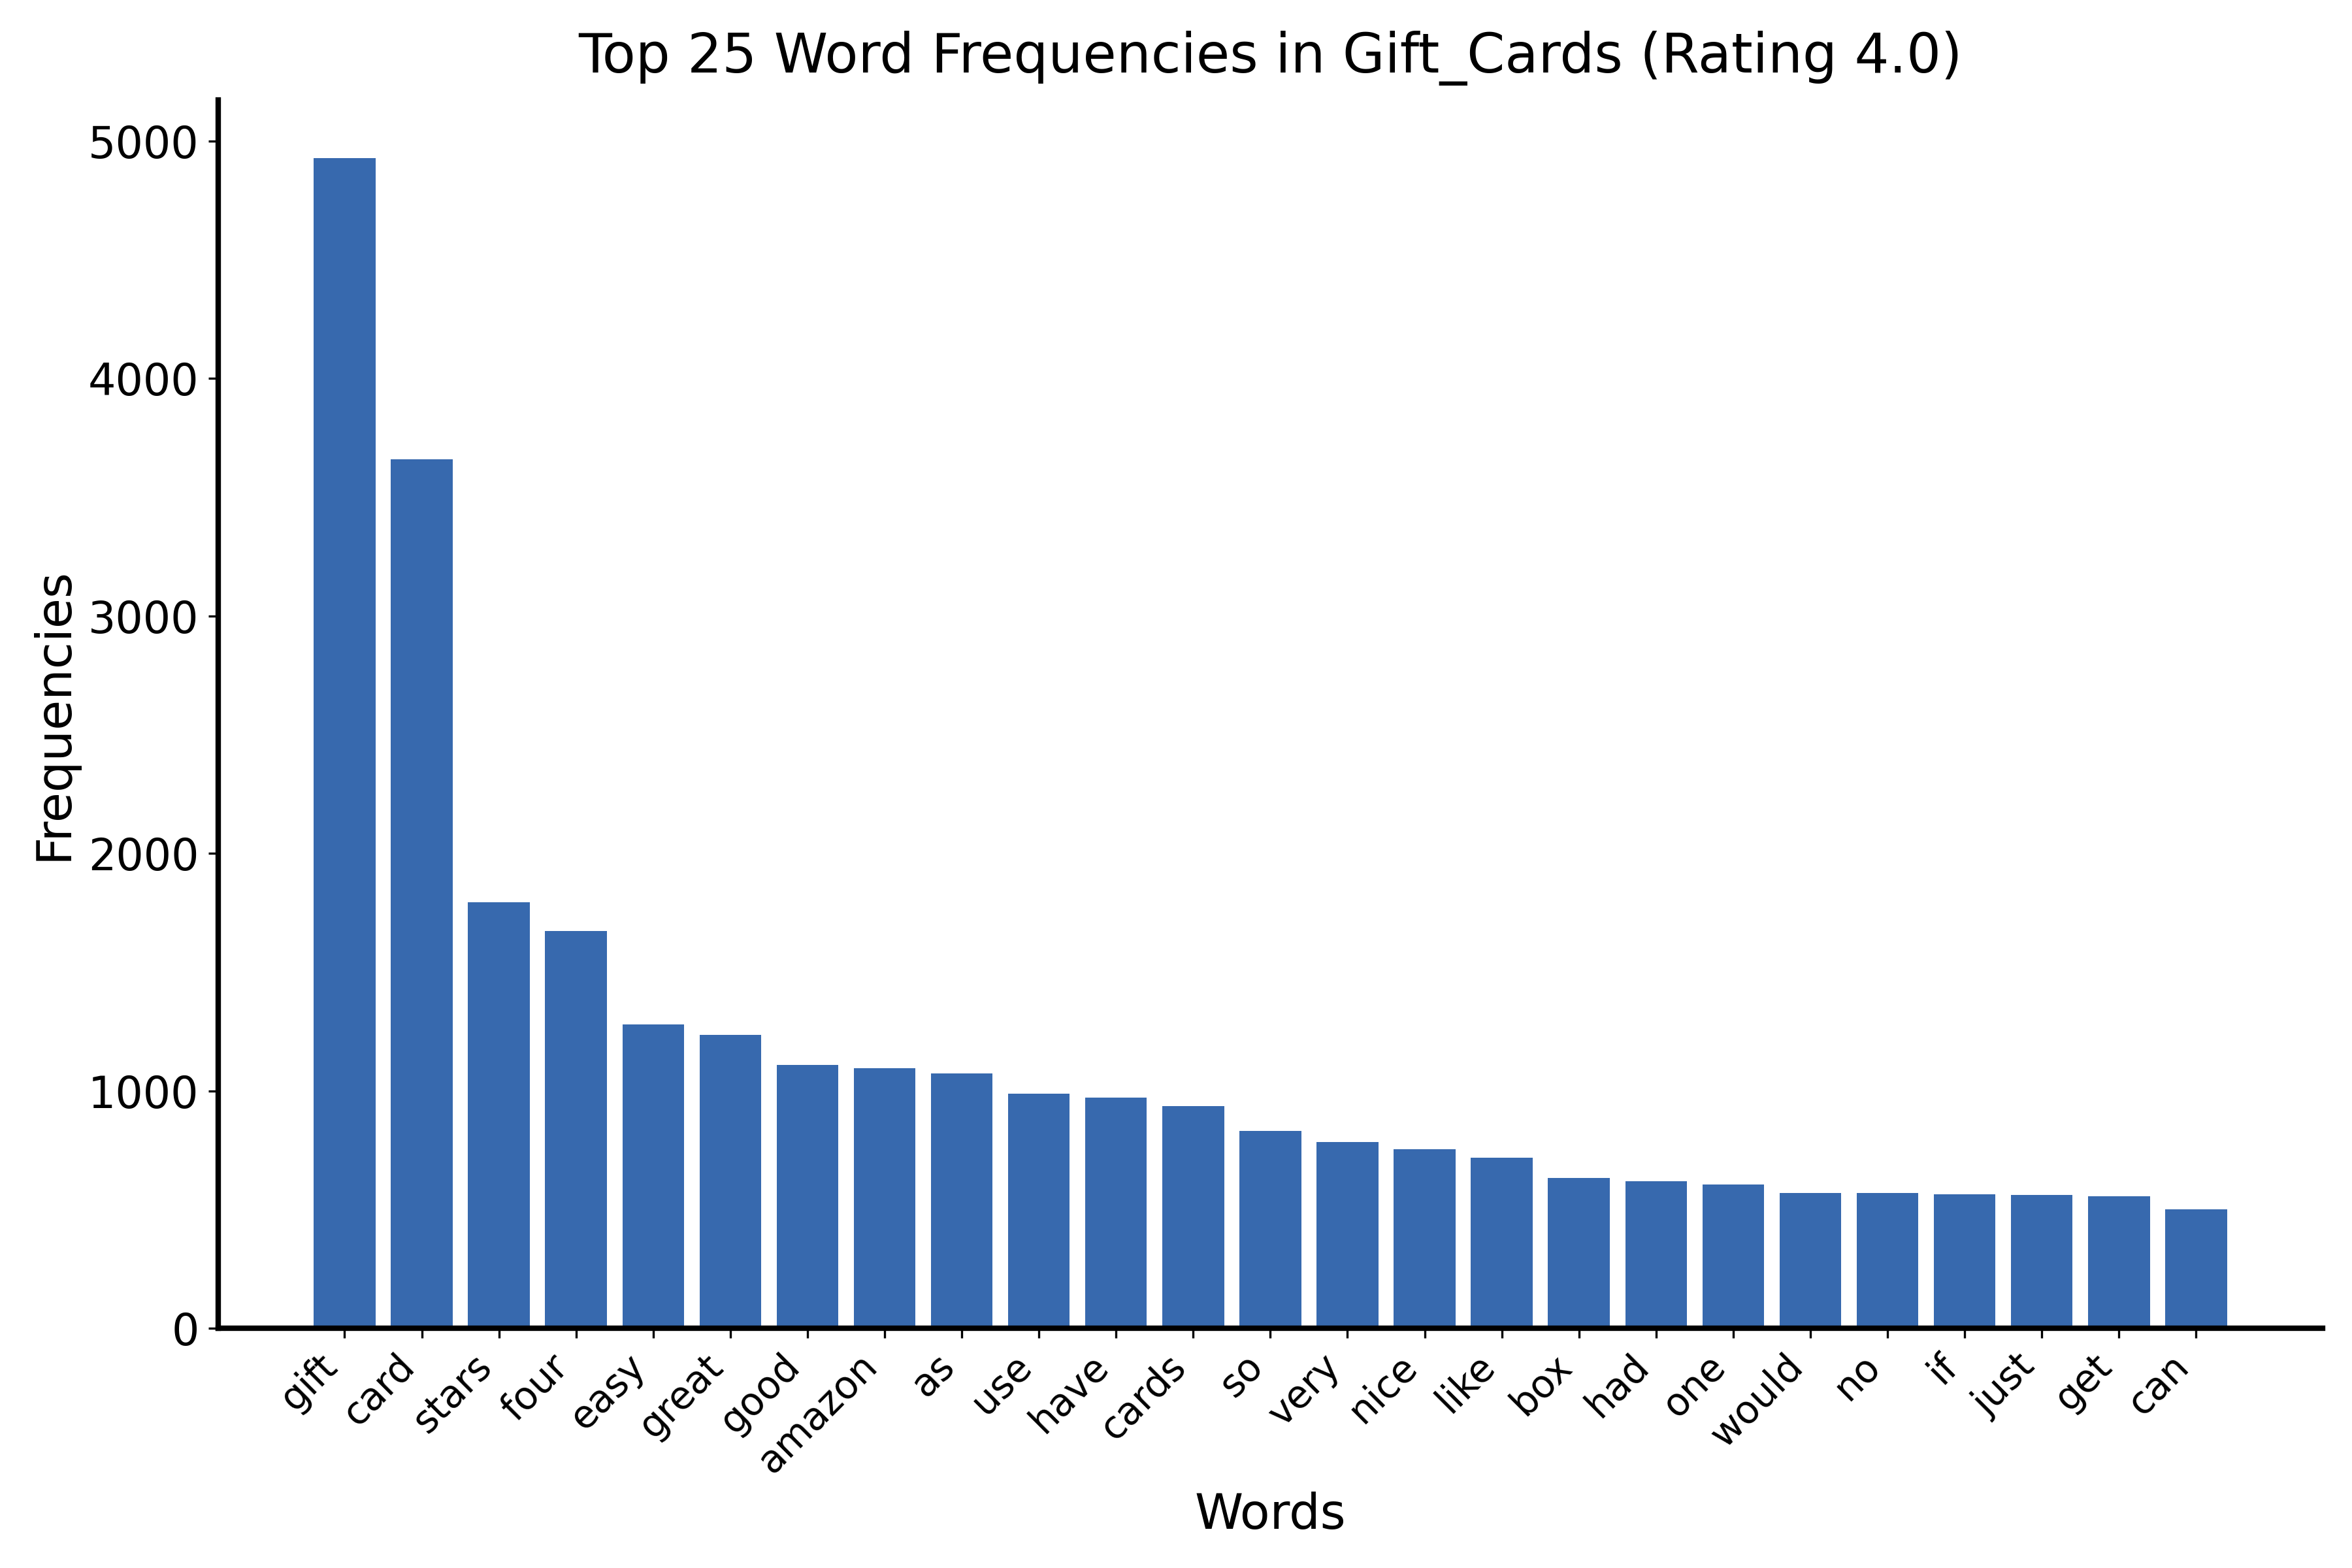 Top 25 Word Frequencies in Gift_Cards (Rating 4.0)
Frequencies
5000
4000
3000
2000
1000
0
gift
card
stars
four
easy
great
good
amazon
as
use
have
cards
so
very
nice
like
box
had
one
would
no
if
just
get
can
Words